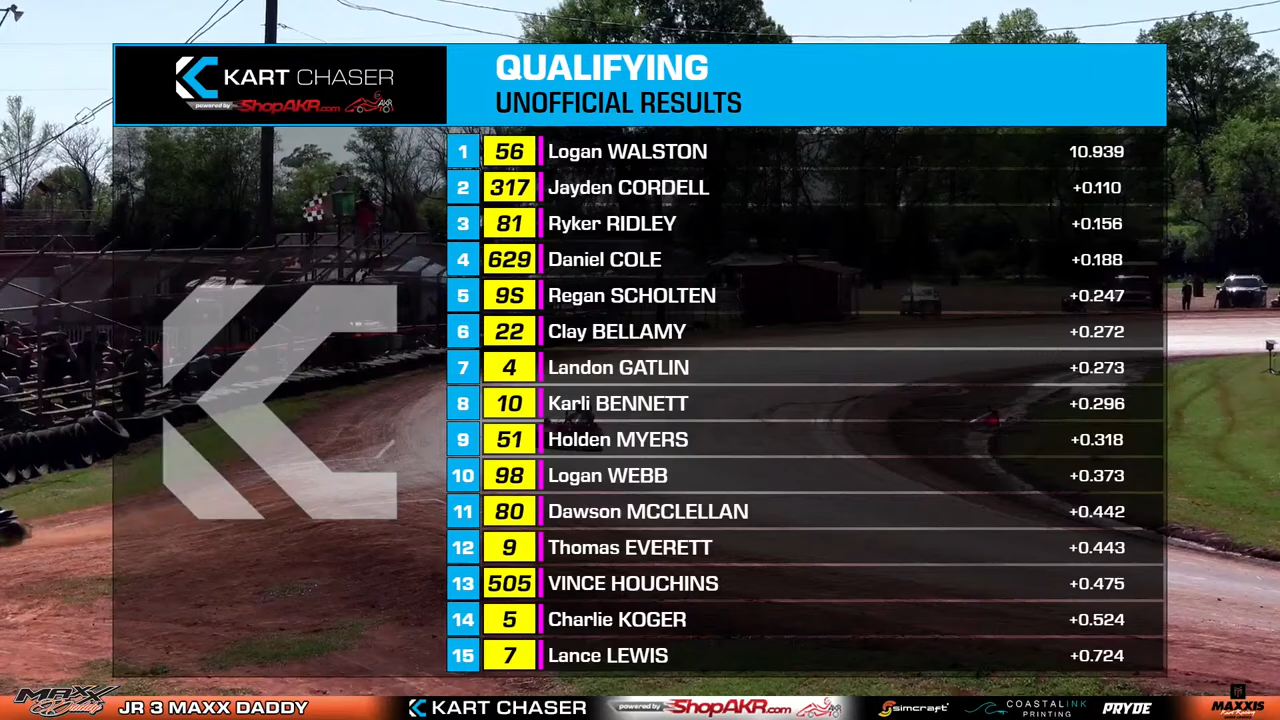 KART CHASER
powered by ShopAKR.com AKR
QUALIFYING
UNOFFICIAL RESULTS
1 56 Logan WALSTON 10.939
2 317 Jayden CORDELL +0.110
3 81 Ryker RIDLEY +0.156
4 629 Daniel COLE +0.188
5 9S Regan SCHOLTEN +0.247
6 22 Clay BELLAMY +0.272
7 4 Landon GATLIN +0.273
8 10 Karli BENNETT +0.296
9 51 Holden MYERS +0.318
10 98 Logan WEBB +0.373
11 80 Dawson MCCLELLAN +0.442
12 9 Thomas EVERETT +0.443
13 505 VINCE HOUCHINS +0.475
14 5 Charlie KOGER +0.524
15 7 Lance LEWIS +0.724
MAXX Daddy JR 3 MAXX DADDY KART CHASER powered by ShopAKR.com simcraft COASTALINK PRINTING PRYDE MAXXIS